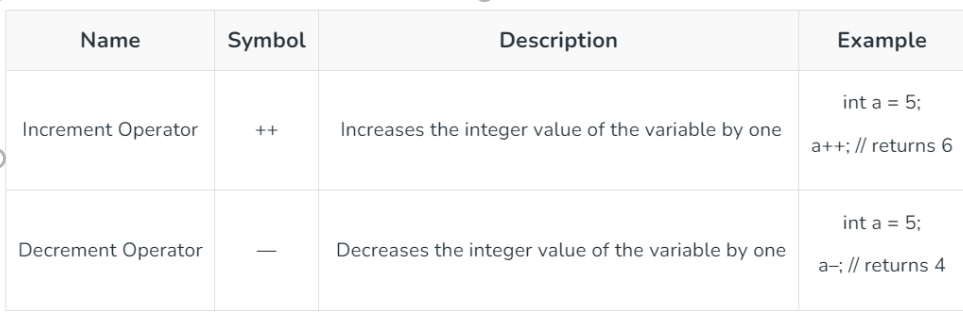 Name Symbol Description Example
Increment Operator ++ Increases the integer value of the variable by one int a = 5;
a++; // returns 6
Decrement Operator — Decreases the integer value of the variable by one int a = 5;
a–; // returns 4